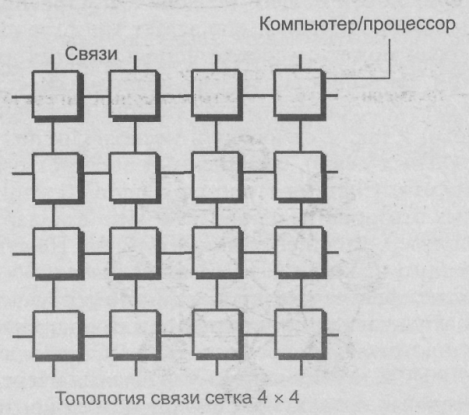 Компьютер/процессор
Связи
Топология связи сетка 4 × 4